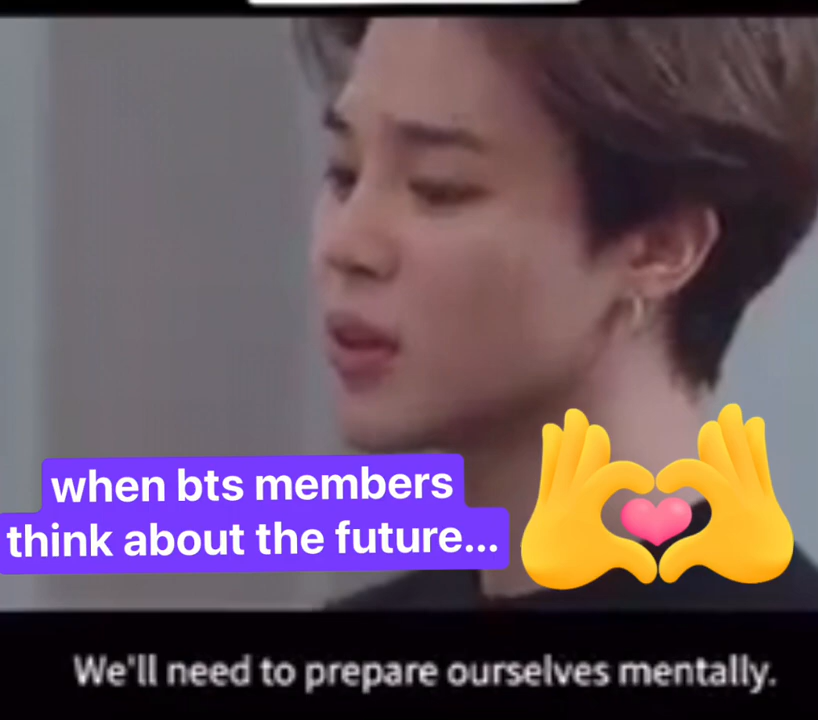 when bts members
think about the future...
We'll need to prepare ourselves mentally.